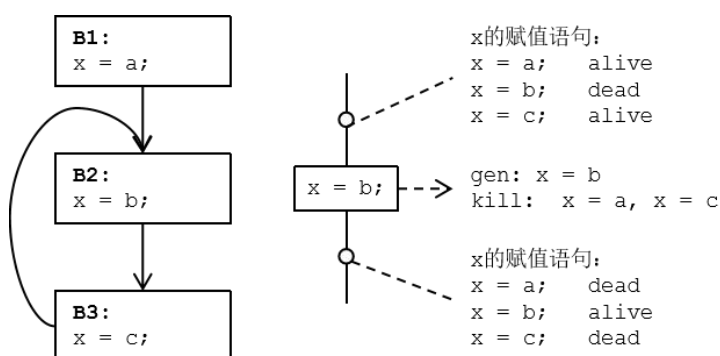 B1:
x = a;
B2:
x = b;
B3:
x = c;
x = b;
x的赋值语句:
x = a; alive
x = b; dead
x = c; alive
gen: x = b
kill: x = a, x = c
x的赋值语句:
x = a; dead
x = b; alive
x = c; dead